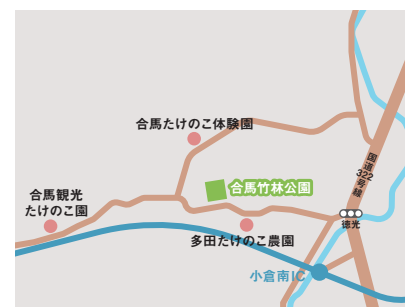 合馬たけのこ体験園
国道322号線
合馬観光
たけのこ園
合馬竹林公園
徳光
多田たけのこ農園
小倉南IC